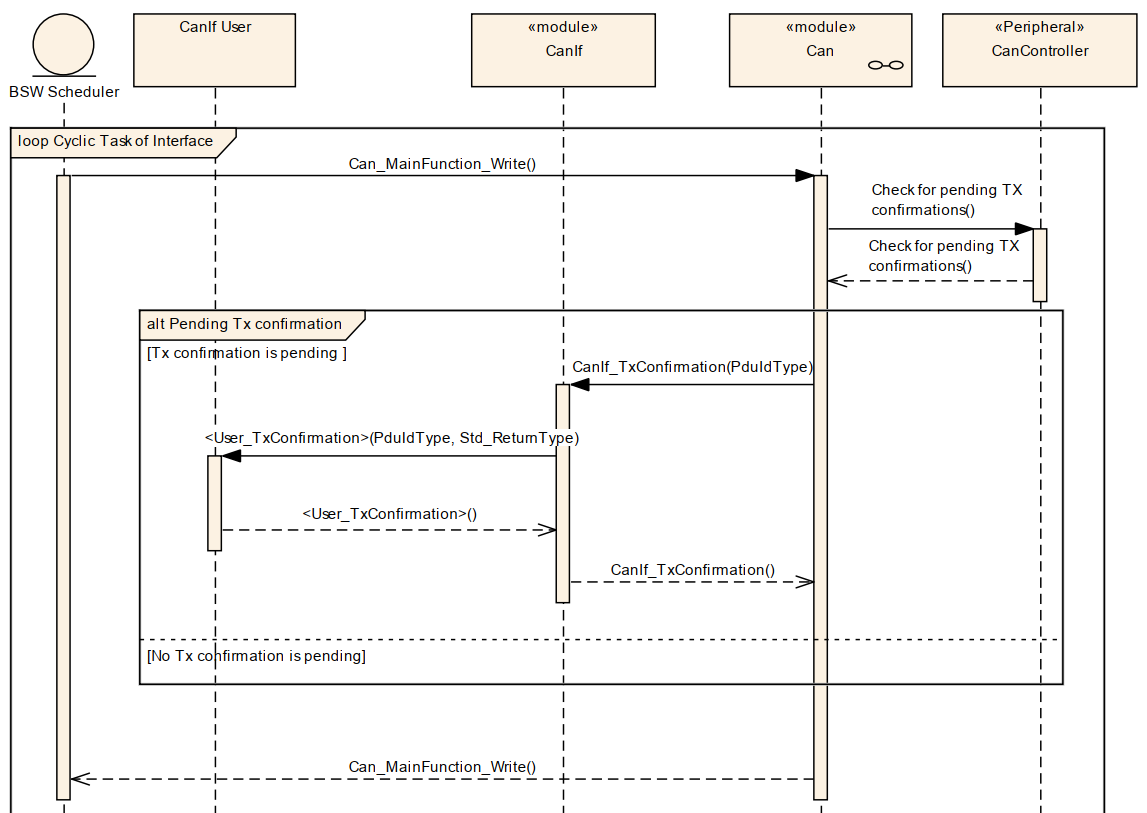 CanIf User
«module»
CanIf
«module»
Can
«Peripheral»
CanController
BSW Scheduler
loop Cyclic Task of Interface
Can_MainFunction_Write()
Check for pending TX
confirmations()
Check for pending TX
confirmations()
alt Pending Tx confirmation
[Tx confirmation is pending ]
CanIf_TxConfirmation(PduIdType)
<User_TxConfirmation>(PduIdType, Std_ReturnType)
<User_TxConfirmation>()
CanIf_TxConfirmation()
[No Tx confirmation is pending]
Can_MainFunction_Write()